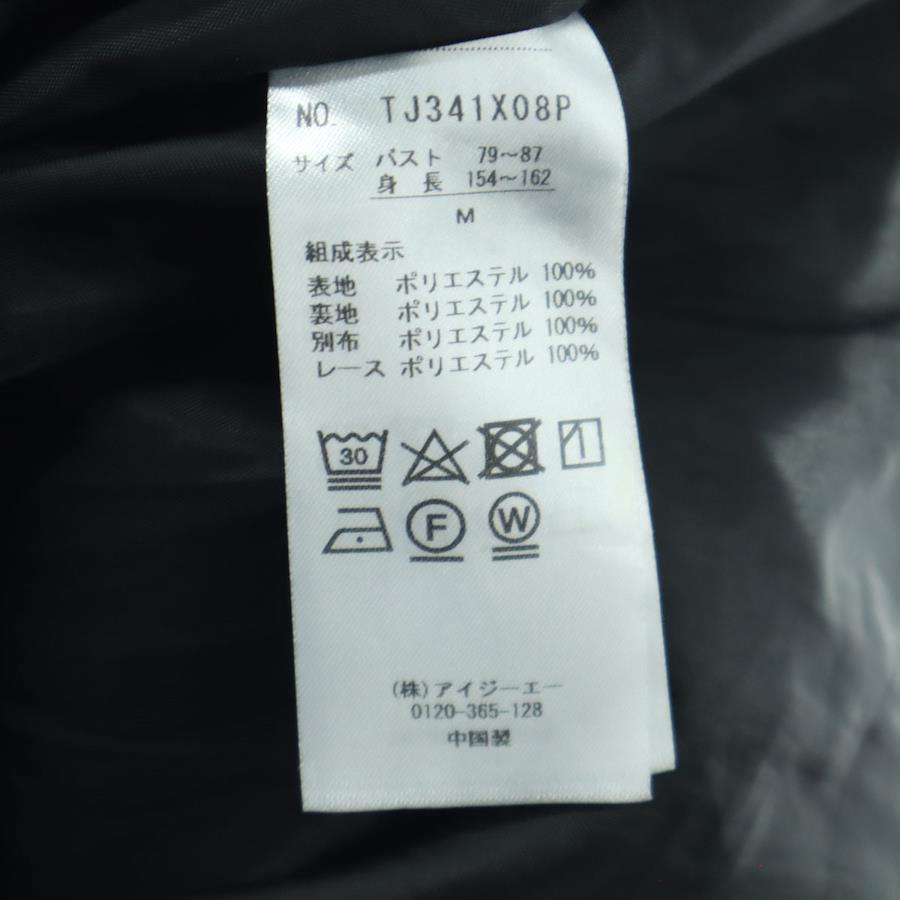 NO. TJ341X08P
サイズ バスト 79~87
身長 154~162
M
組成表示
表地 ポリエステル 100%
裏地 ポリエステル 100%
別布 ポリエステル 100%
レース ポリエステル 100%
30
F W
(株)アイジーエー
0120-365-128
中国製